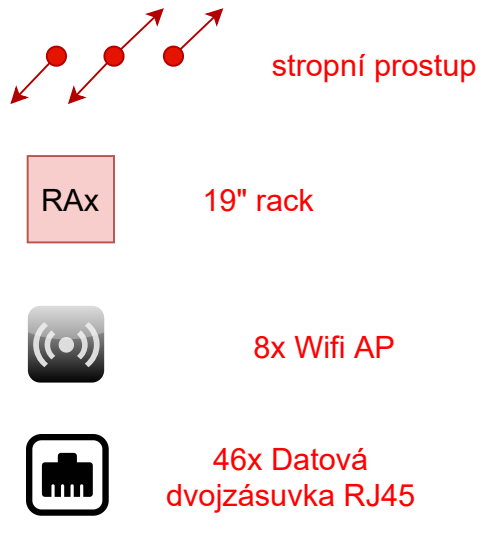 stropní prostup
RAx
19" rack
8x Wifi AP
46x Datová
dvojzásuvka RJ45